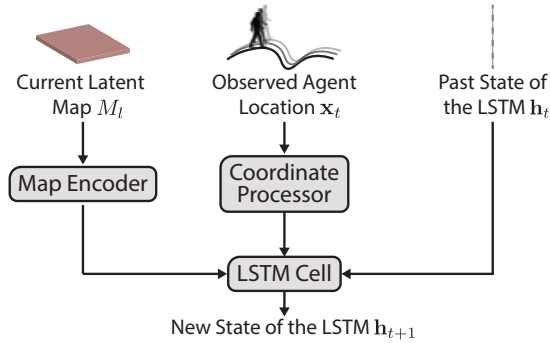 Current Latent
Map M_l
Observed Agent
Location x_t
Past State of
the LSTM h_t
Map Encoder
Coordinate
Processor
LSTM Cell
New State of the LSTM h_{t+1}